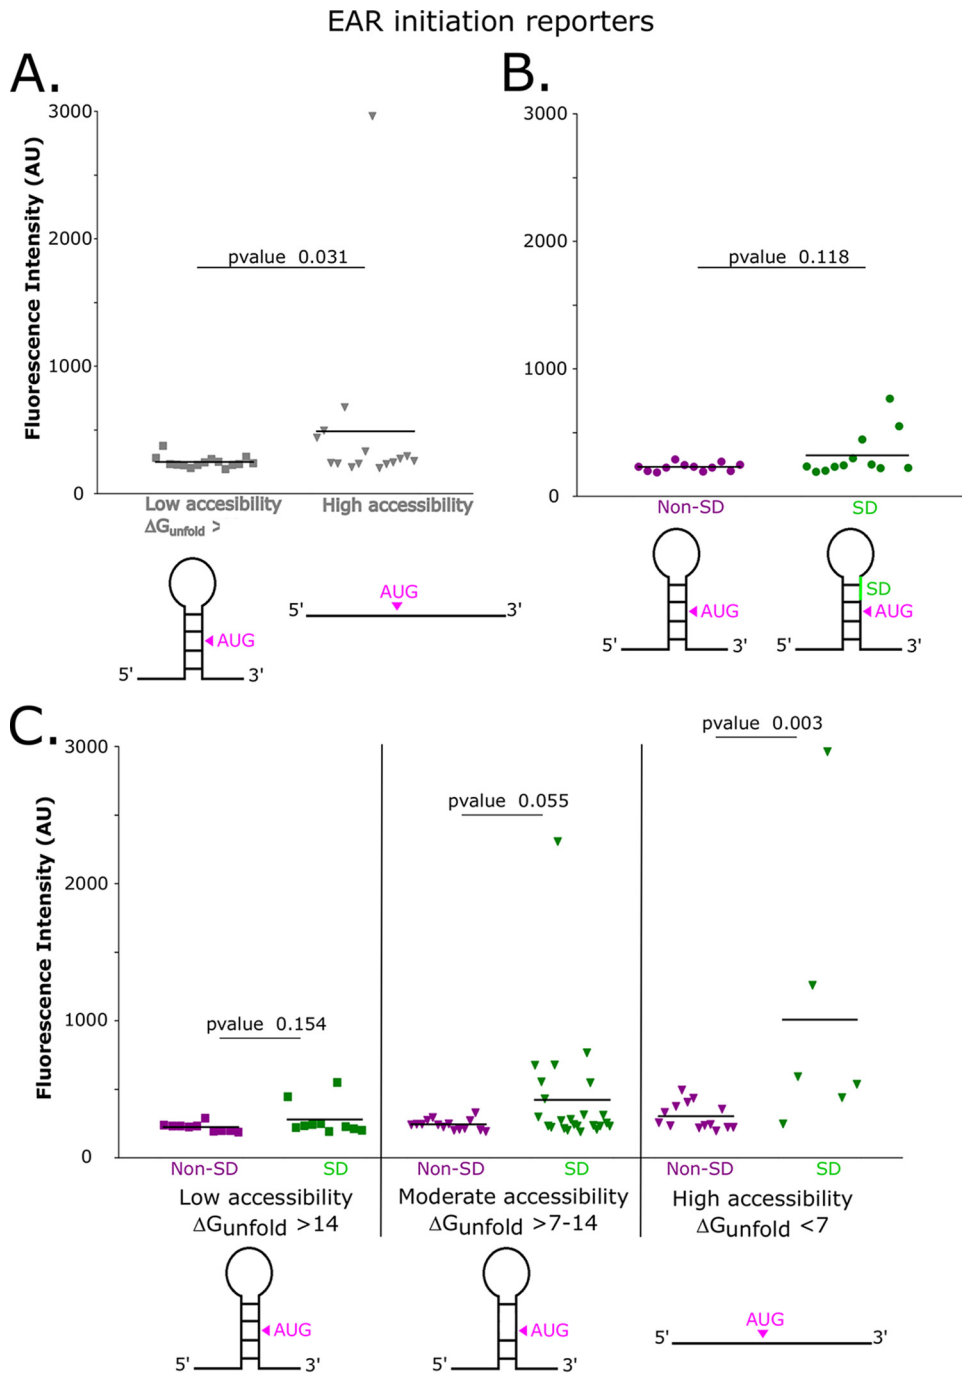 EAR initiation reporters
A.
Fluorescence Intensity (AU)
3000
2000
1000
0
pvalue 0.031
Low accesibility
ΔGunfold >
High accessibility
AUG
5'
3'
AUG
5'
3'
B.
3000
2000
1000
0
pvalue 0.118
Non-SD
SD
AUG
5'
3'
SD
AUG
5'
3'
C.
Fluorescence Intensity (AU)
3000
2000
1000
0
pvalue 0.154
pvalue 0.055
pvalue 0.003
Non-SD
SD
Non-SD
SD
Non-SD
SD
Low accessibility
ΔGunfold >14
Moderate accessibility
ΔGunfold >7-14
High accessibility
ΔGunfold <7
AUG
5'
3'
AUG
5'
3'
AUG
5'
3'